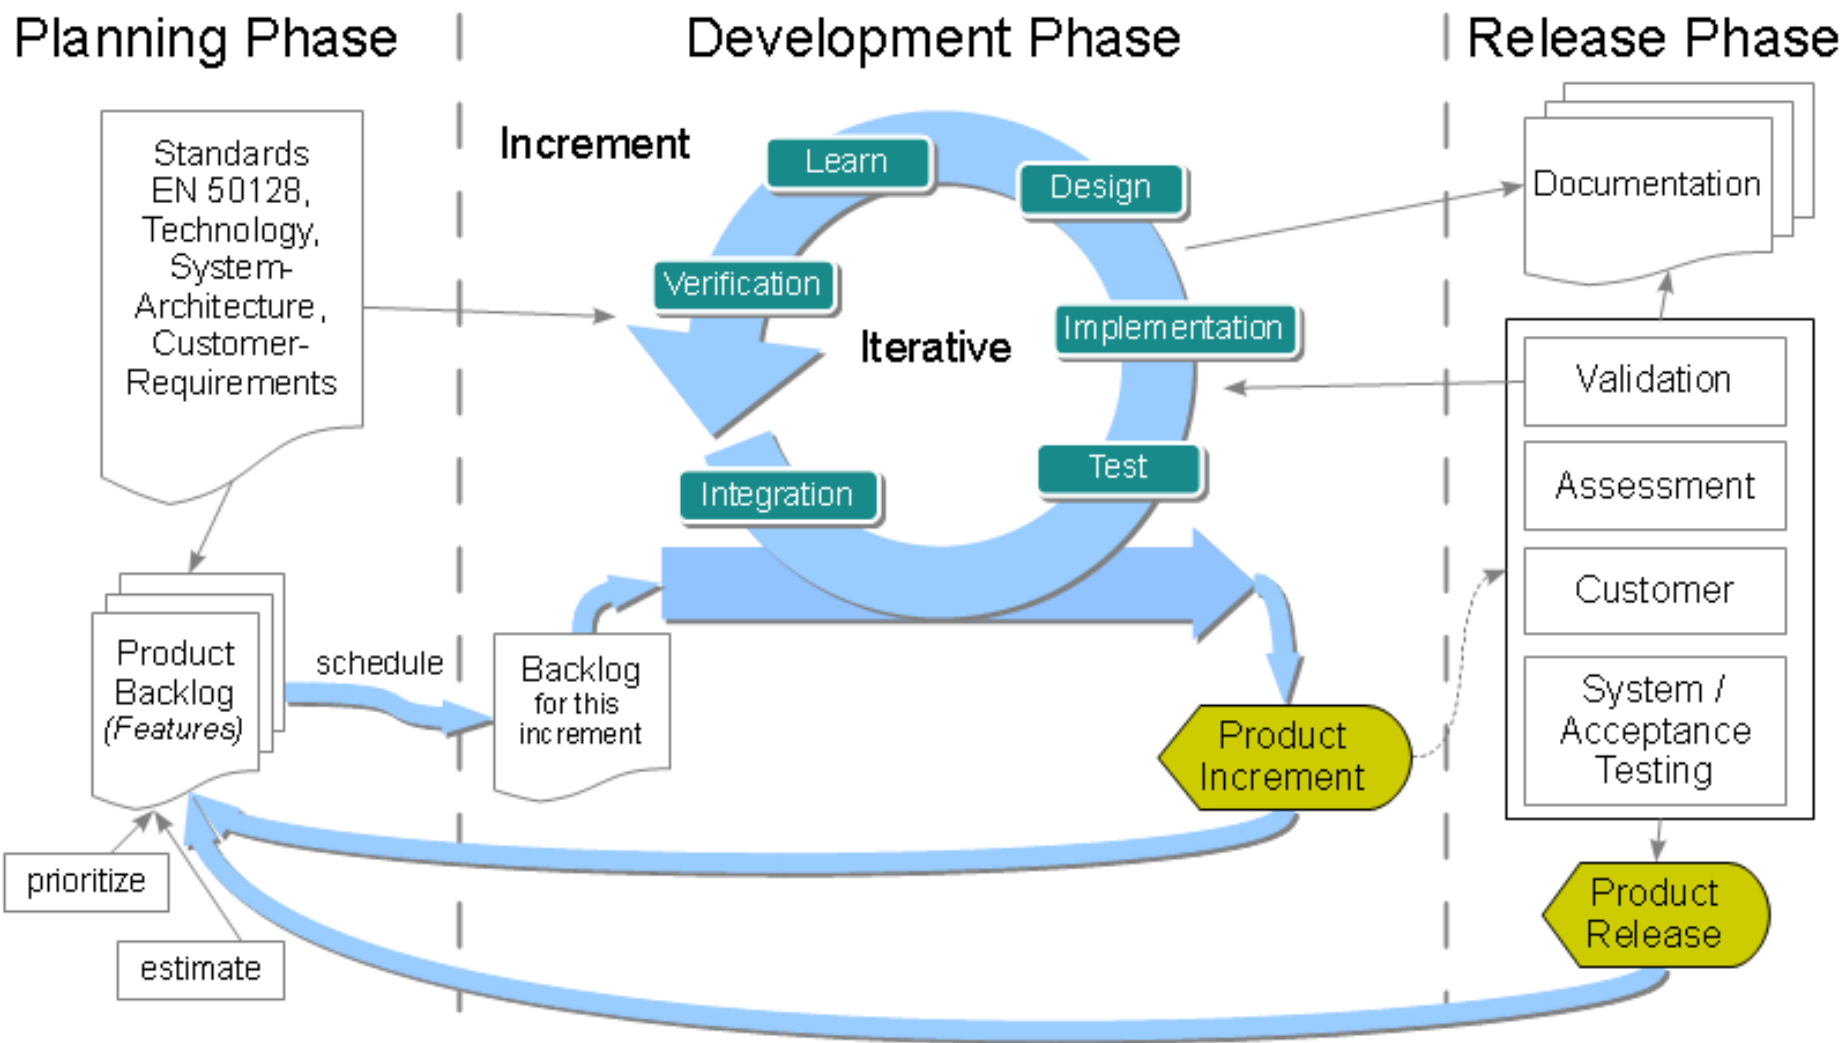 Planning Phase
Development Phase
Release Phase
Standards
EN 50128,
Technology,
System-
Architecture,
Customer-
Requirements
Product
Backlog
(Features)
prioritize
estimate
schedule
Increment
Learn
Design
Verification
Implementation
Iterative
Test
Integration
Backlog
for this
increment
Product
Increment
Documentation
Validation
Assessment
Customer
System /
Acceptance
Testing
Product
Release